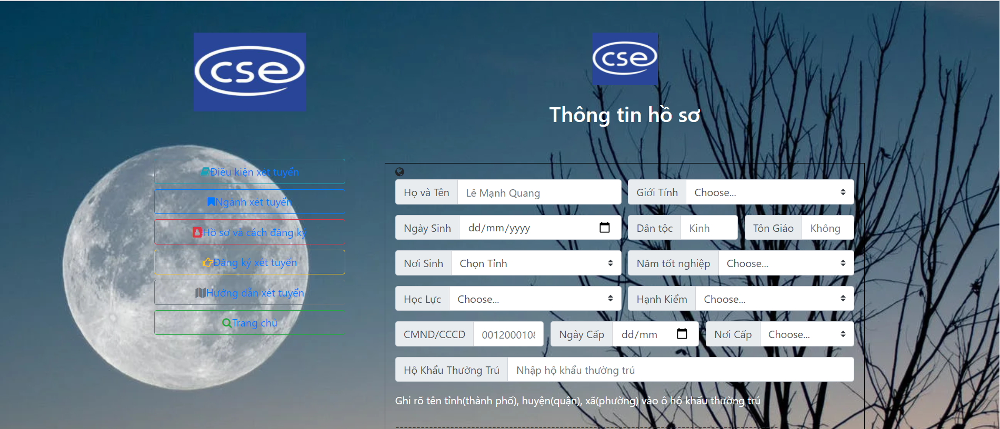 cse
cse
Thông tin hồ sơ
Điều kiện xét tuyển
Ngành xét tuyển
Hồ sơ và cách đăng ký
Đăng ký xét tuyển
Hướng dẫn xét tuyển
Trang chủ
Họ và Tên Lê Mạnh Quang Giới Tính Choose...
Ngày Sinh dd/mm/yyyy Dân tộc Kinh Tôn Giáo Không
Nơi Sinh Chọn Tỉnh Năm tốt nghiệp Choose...
Học Lực Choose... Hạnh Kiểm Choose...
CMND/CCCD 0012000108 Ngày Cấp dd/mm Nơi Cấp Choose...
Hộ Khẩu Thường Trú Nhập hộ khẩu thường trú
Ghi rõ tên tỉnh(thành phố), huyện(quận), xã(phường) vào ô hộ khẩu thường trú